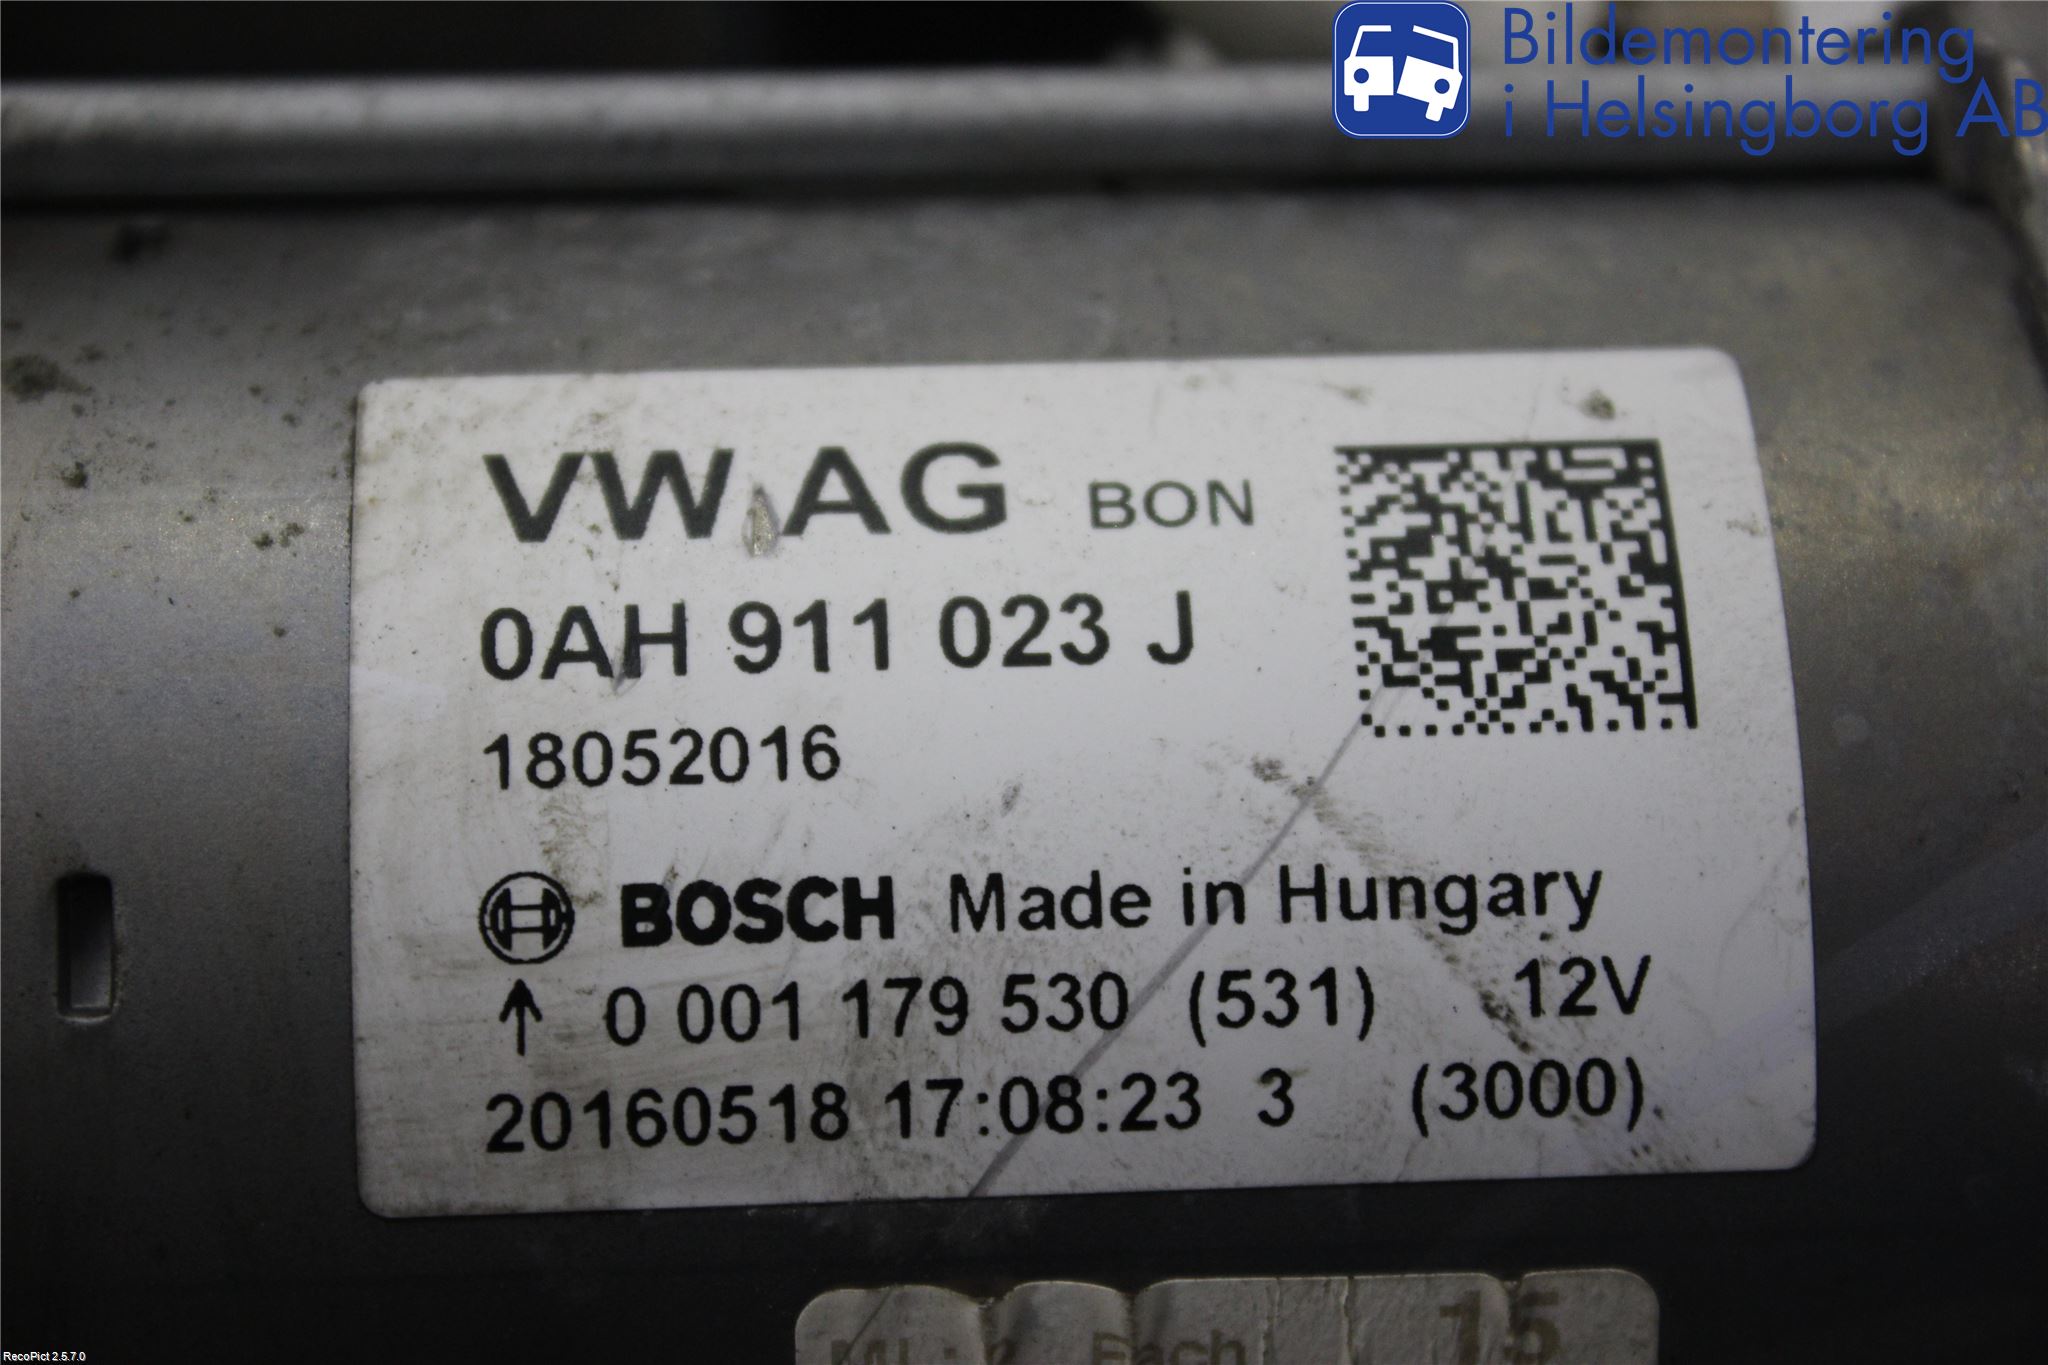 Bildemontering
i Helsingborg AB
VW AG BON
0AH 911 023 J
18052016
BOSCH Made in Hungary
↑ 0 001 179 530 (531) 12V
20160518 17:08:23 3 (3000)
Fach 15
RecoPict 2.5.7.0